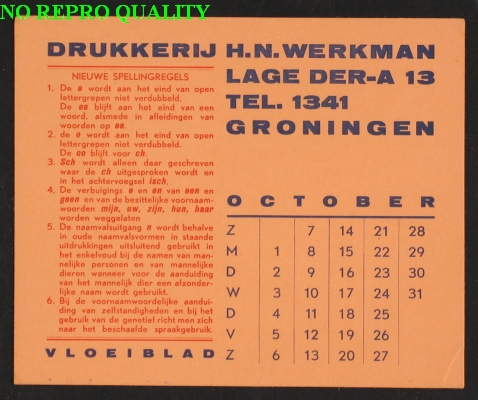 NO REPRO QUALITY
DRUKKERIJ H.N. WERKMAN
LAGE DER-A 13
TEL. 1341
GRONINGEN
NIEUWE SPELLINGREGELS
1. De e wordt aan het eind van open
lettergrepen niet verdubbeld.
De ee blijft aan het eind van een
woord, alsmede in afleidingen van
woorden op ee.
2. de o wordt aan het eind van open
lettergrepen niet verdubbeld.
De oo blijft voor ch.
3. Sch wordt alleen daar geschreven
waar de ch uitgesproken wordt en
in het achtervoegsel isch.
4. De verbuigings e en en van een en
geen en van de bezittelijke voornaam-
woorden mijn, uw, zijn, hun, haar
worden weggelaten
5. De naamvalsuitgang n wordt behalve
in oude naamvalsvormen in staande
uitdrukkingen uitsluitend gebruikt in
het enkelvoud bij de namen van man-
nelijke personen en van mannelijke
dieren wanneer voor de aanduiding
van het mannelijk dier een afzonder-
lijke naam wordt gebruikt.
6. Bij de voornaamwoordelijke aandui-
ding van zelfstandigheden en bij het
gebruik van de genetief richt men zich
naar het beschaafde spraakgebruik.
VLOEIBLAD
OCTOBER
Z 7 14 21 28
M 1 8 15 22 29
D 2 9 16 23 30
W 3 10 17 24 31
D 4 11 18 25
V 5 12 19 26
Z 6 13 20 27